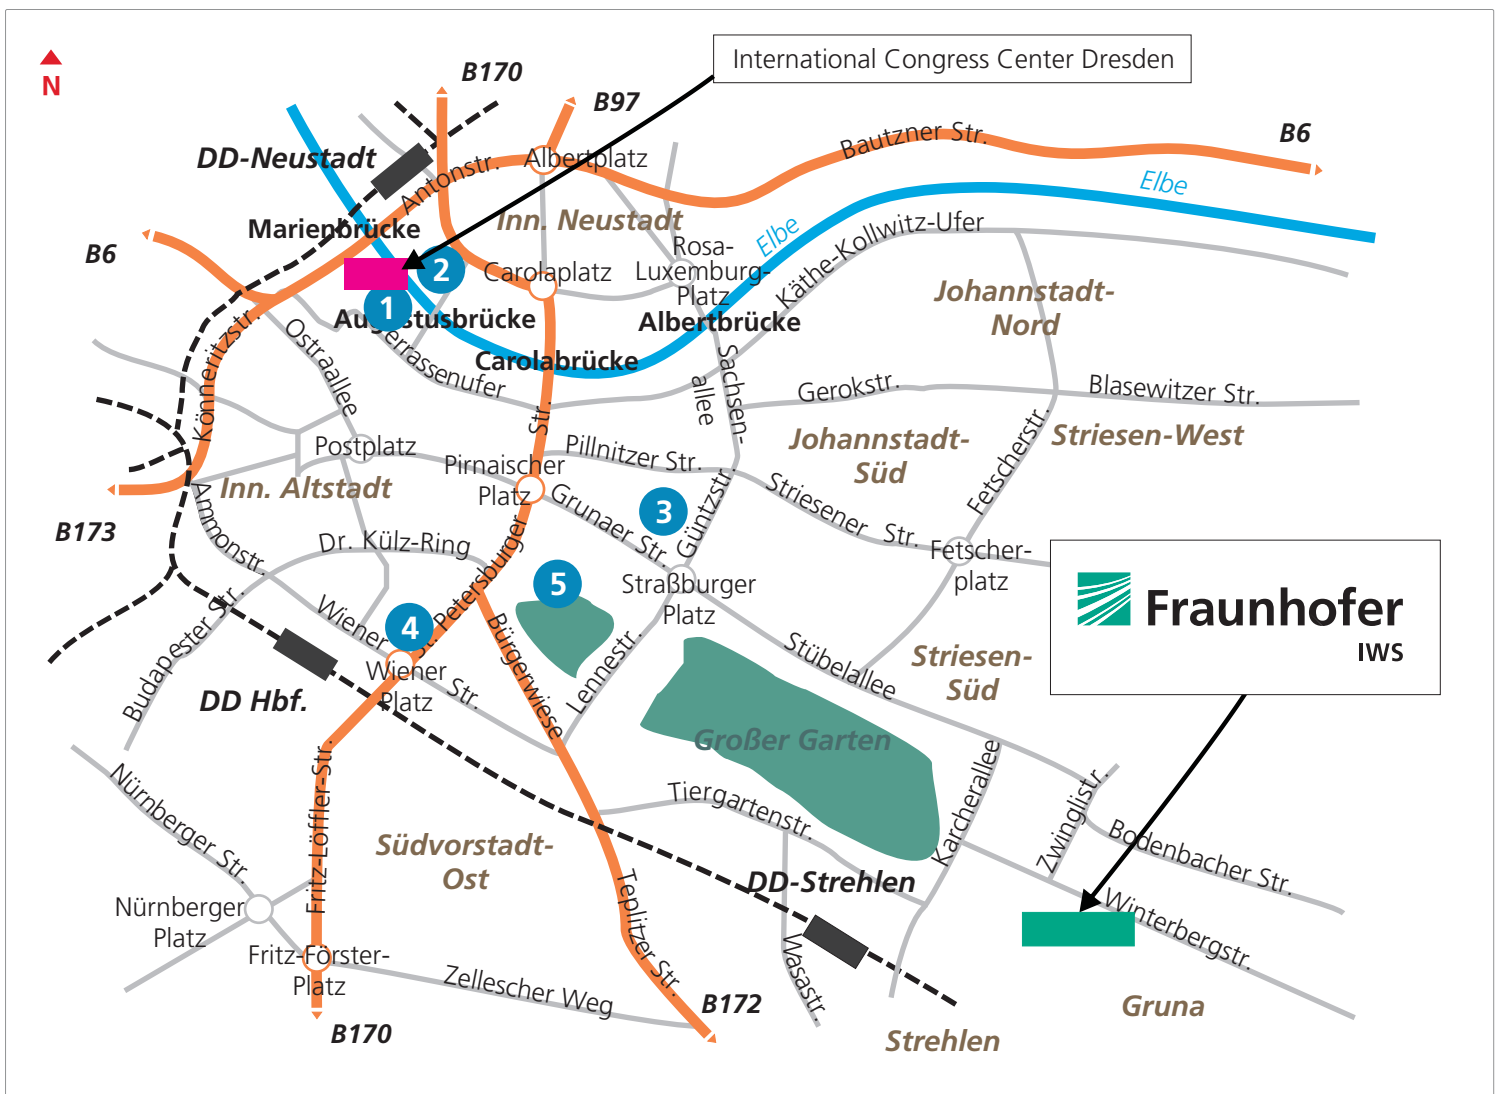 N
International Congress Center Dresden
B170
B97
B6
DD-Neustadt
Antonstr.
Albertplatz
Bautzner Str.
Elbe
Marienbrücke
Inn. Neustadt
B6
Rosa-
Luxemburg-
Platz
Elbe
Käthe-Kollwitz-Ufer
2
Carolaplatz
1
Augustusbrücke
Albertbrücke
Johannstadt-
Nord
Könneritzstr.
Ostraallee
Terrassenufer
Carolabrücke
Sachsen-
allee
Gerokstr.
Blasewitzer Str.
Str.
Postplatz
Pirnaischer
Platz
Pillnitzer Str.
Johannstadt-
Süd
Striesen-West
Inn. Altstadt
Fetscherstr.
B173
Ammonstr.
Dr. Külz-Ring
Grunaer Str.
3
Güntzstr.
Striesener Str.
Fetscher-
platz
Fraunhofer
IWS
5
Straßburger
Platz
Budapester Str.
Wiener
4
St. Petersburger
Bürgerwiese
Lennestr.
Stübelallee
Striesen-
Süd
DD Hbf.
Wiener
Platz
Str.
Großer Garten
Nürnberger Str.
Fritz-Löffler-Str.
Tiergartenstr.
Karcherallee
Zwinglistr.
Bodenbacher Str.
Südvorstadt-
Ost
DD-Strehlen
Nürnberger
Platz
Teplitzer Str.
Winterbergstr.
Fritz-Förster-
Platz
Zellescher Weg
Wasastr.
B172
Gruna
B170
Strehlen